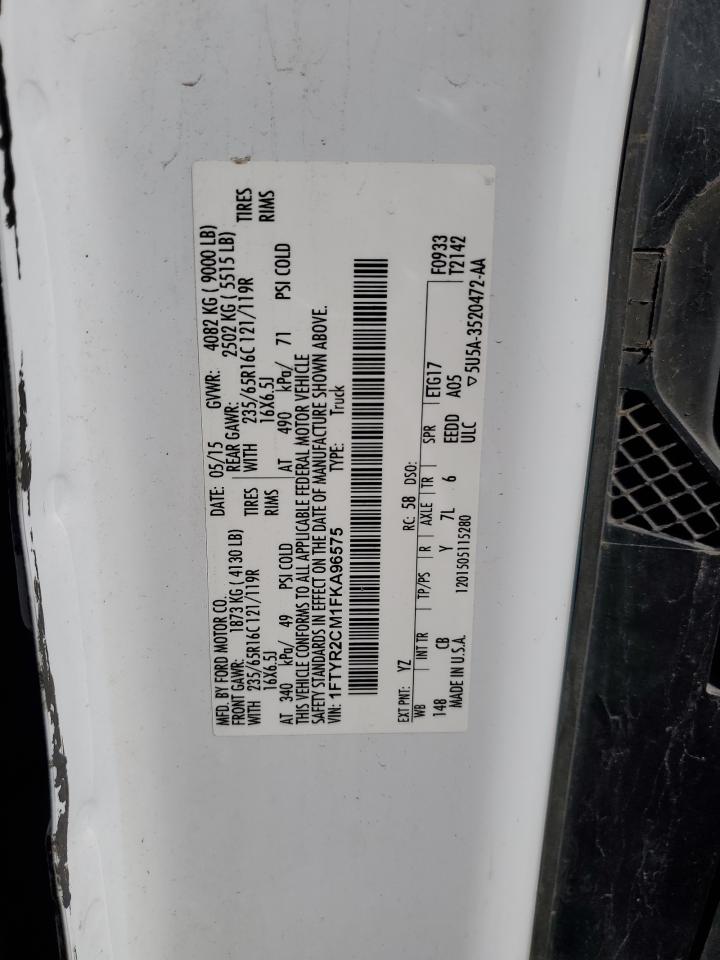 MFD. BY FORD MOTOR CO. DATE: 05/15 GVWR: 4082 KG ( 9000 LB)
FRONT GAWR: 1873 KG ( 4130 LB) REAR GAWR: 2502 KG ( 5515 LB)
WITH 235/65R16C 121/119R TIRES WITH 235/65R16C 121/119R TIRES
16X6.5J RIMS 16X6.5J RIMS
AT 340 kPa/ 49 PSI COLD AT 490 kPa/ 71 PSI COLD
THIS VEHICLE CONFORMS TO ALL APPLICABLE FEDERAL MOTOR VEHICLE
SAFETY STANDARDS IN EFFECT ON THE DATE OF MANUFACTURE SHOWN ABOVE.
VIN: 1FTYR2CM1FKA96575 TYPE: Truck
EXT PNT: YZ RC: 58 DSO: F0933
WB INT TR TP/PS R AXLE TR SPR ETG17 T2142
148 CB Y 7L 6 EEDD A05
MADE IN U.S.A. 1201505115280 ULC ▽5U5A-3520472-AA